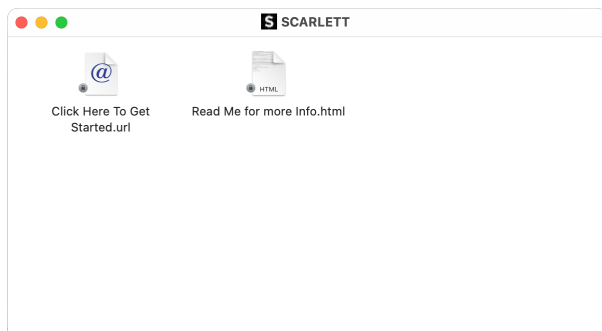 S SCARLETT
@
HTML
Click Here To Get
Started.url
Read Me for more Info.html